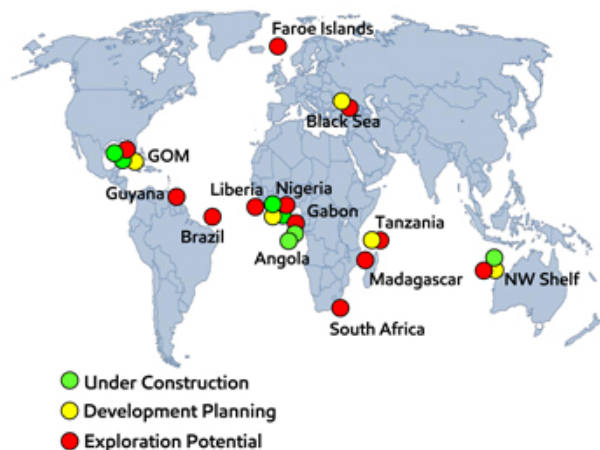 Faroe Islands
Black Sea
GOM
Guyana
Liberia
Nigeria
Gabon
Brazil
Tanzania
Angola
Madagascar
NW Shelf
South Africa
Under Construction
Development Planning
Exploration Potential